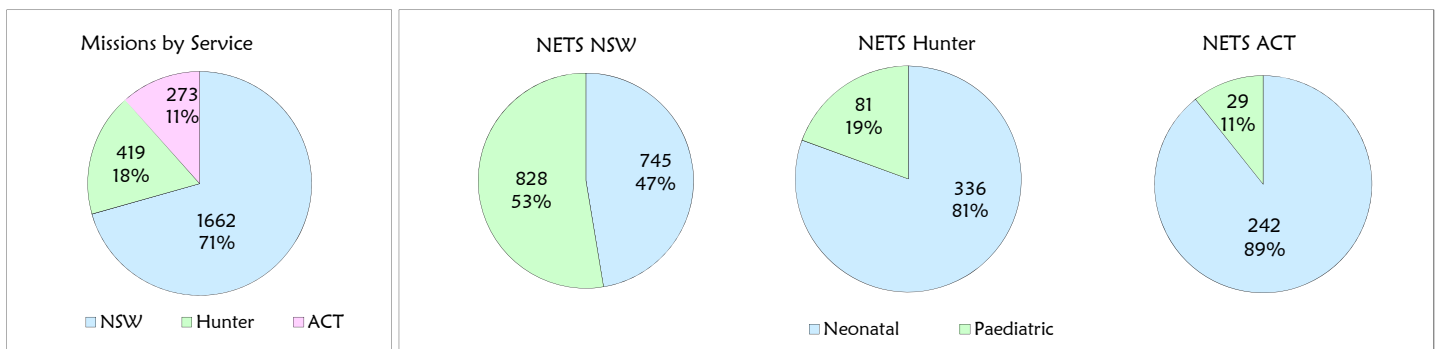 Missions by Service
273
11%
419
18%
1662
71%
NSW
Hunter
ACT
NETS NSW
828
53%
745
47%
NETS Hunter
81
19%
336
81%
NETS ACT
29
11%
242
89%
Neonatal
Paediatric